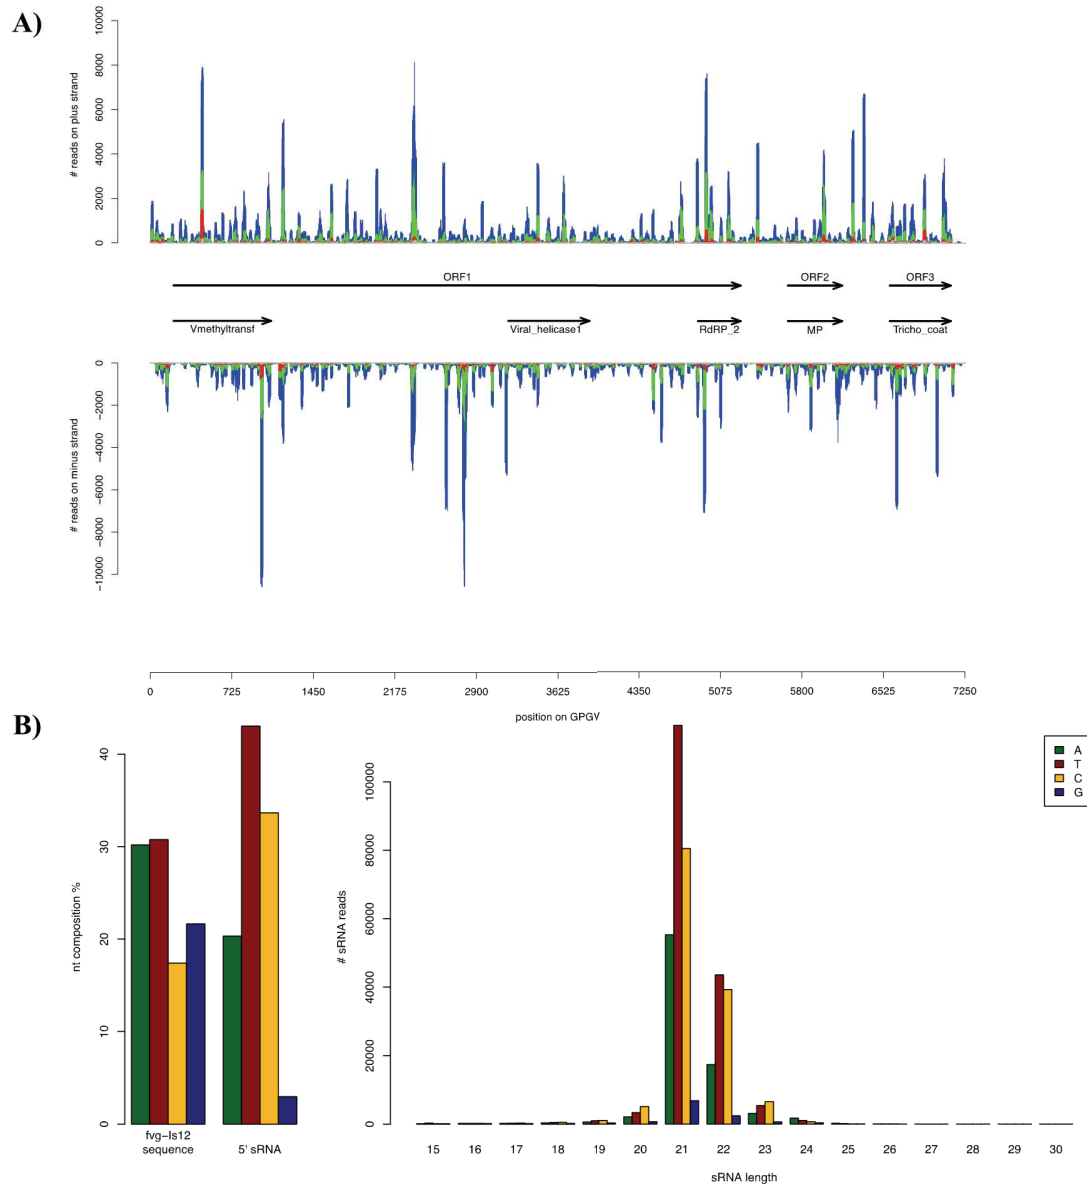 A)
# reads on plus strand
10000
8000
6000
4000
2000
0
ORF1
ORF2
ORF3
Vmethyltransf
Viral_helicase1
RdRP_2
MP
Tricho_coat
# reads on minus strand
0
−2000
−4000
−6000
−8000
−10000
0 725 1450 2175 2900 3625 4350 5075 5800 6525 7250
position on GPGV
B)
nt composition %
40
30
20
10
0
fvg−Is12
sequence
5' sRNA
# sRNA reads
100000
80000
60000
40000
20000
0
15 16 17 18 19 20 21 22 23 24 25 26 27 28 29 30
sRNA length
A
T
C
G